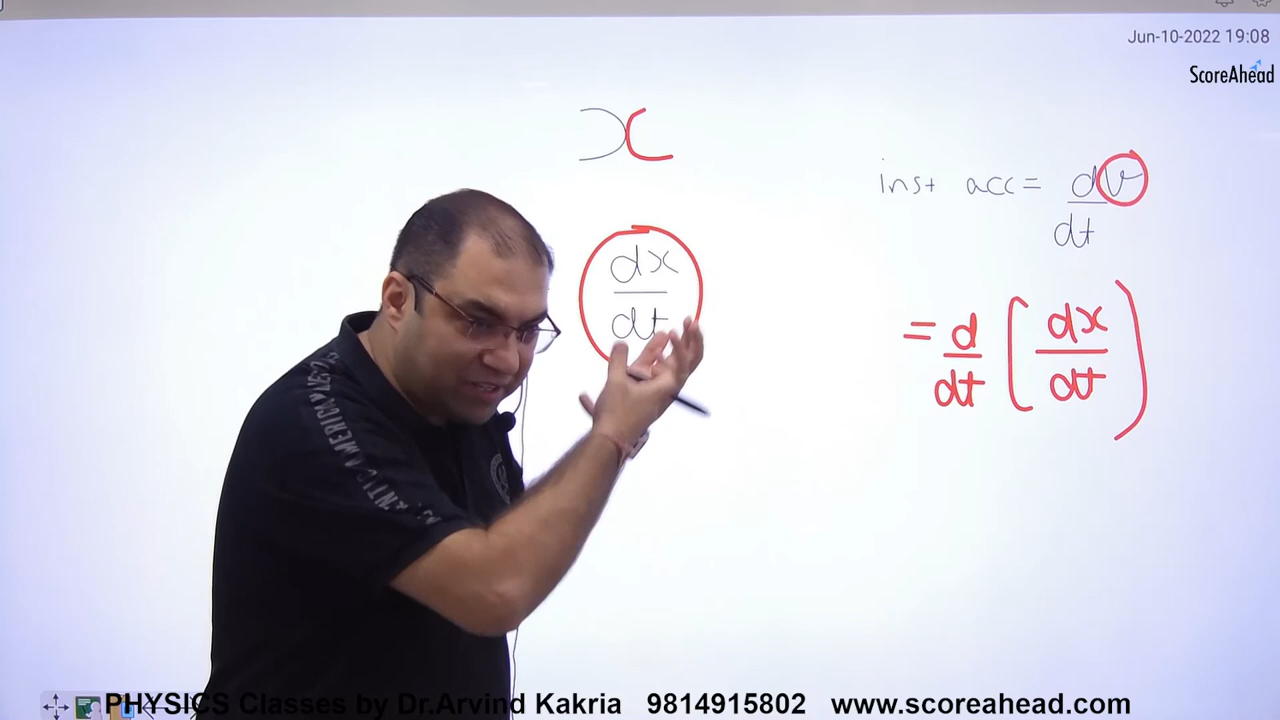 Jun-10-2022 19:08
ScoreAhead
x
inst acc = dv
dt
dx
dt
= d ( dx )
dt dt
PHYSICS Classes by Dr.Arvind Kakria 9814915802 www.scoreahead.com